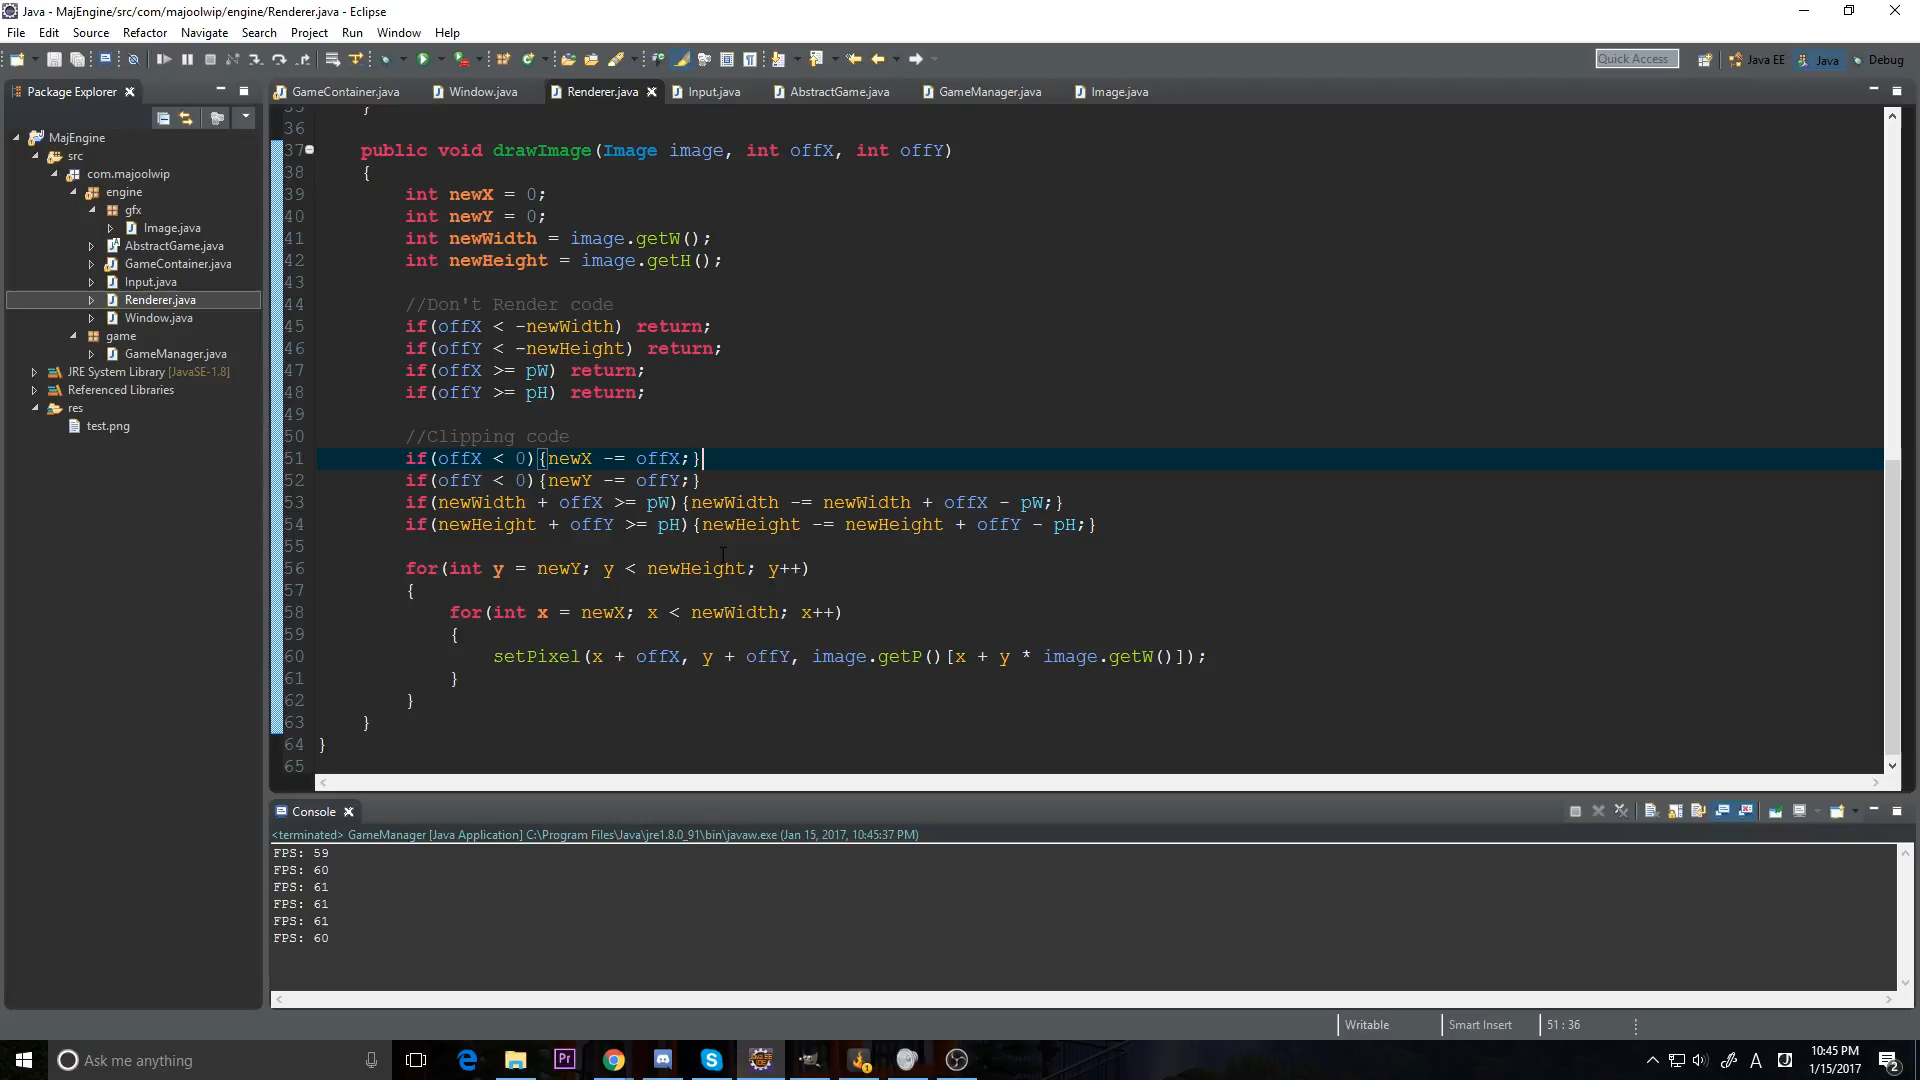 Java - MajEngine/src/com/majoolwip/engine/Renderer.java - Eclipse
File Edit Source Refactor Navigate Search Project Run Window Help
Quick Access Java EE Java Debug
Package Explorer
GameContainer.java Window.java Renderer.java Input.java AbstractGame.java GameManager.java Image.java
MajEngine
src
com.majoolwip
engine
gfx
Image.java
AbstractGame.java
GameContainer.java
Input.java
Renderer.java
Window.java
game
GameManager.java
JRE System Library [JavaSE-1.8]
Referenced Libraries
res
test.png
35 }
36
37 public void drawImage(Image image, int offX, int offY)
38 {
39 int newX = 0;
40 int newY = 0;
41 int newWidth = image.getW();
42 int newHeight = image.getH();
43
44 //Don't Render code
45 if(offX < -newWidth) return;
46 if(offY < -newHeight) return;
47 if(offX >= pW) return;
48 if(offY >= pH) return;
49
50 //Clipping code
51 if(offX < 0){newX -= offX;}
52 if(offY < 0){newY -= offY;}
53 if(newWidth + offX >= pW){newWidth -= newWidth + offX - pW;}
54 if(newHeight + offY >= pH){newHeight -= newHeight + offY - pH;}
55
56 for(int y = newY; y < newHeight; y++)
57 {
58 for(int x = newX; x < newWidth; x++)
59 {
60 setPixel(x + offX, y + offY, image.getP()[x + y * image.getW()]);
61 }
62 }
63 }
64 }
65
Console
<terminated> GameManager [Java Application] C:\Program Files\Java\jre1.8.0_91\bin\javaw.exe (Jan 15, 2017, 10:45:37 PM)
FPS: 59
FPS: 60
FPS: 61
FPS: 61
FPS: 61
FPS: 60
Writable Smart Insert 51 : 36
Ask me anything
10:45 PM
1/15/2017